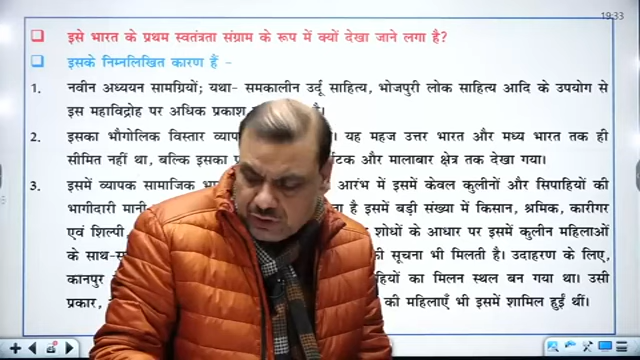 19:33
इसे भारत के प्रथम स्वतंत्रता संग्राम के रूप में क्यों देखा जाने लगा है?
इसके निम्नलिखित कारण हैं –
1. नवीन अध्ययन सामग्रियों; यथा- समकालीन उर्दू साहित्य, भोजपुरी लोक साहित्य आदि के उपयोग से
इस महाविद्रोह पर अधिक प्रकाश है।
2. इसका भौगोलिक विस्तार यह महज उत्तर भारत और मध्य भारत तक ही
सीमित नहीं था, बल्कि इसका और मालाबार क्षेत्र तक देखा गया।
3. इसमें व्यापक सामाजिक आरंभ में इसमें केवल कुलीनों और सिपाहियों की
भागीदारी मानी है इसमें बड़ी संख्या में किसान, श्रमिक, कारीगर
एवं शिल्पी शोधों के आधार पर इसमें कुलीन महिलाओं
के साथ की सूचना भी मिलती है। उदाहरण के लिए,
कानपुर का मिलन स्थल बन गया था। उसी
प्रकार, की महिलाएँ भी इसमें शामिल हुईं थीं।